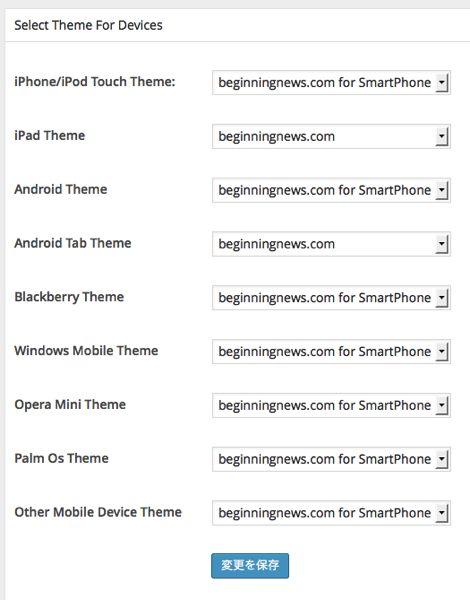 Select Theme For Devices
iPhone/iPod Touch Theme: beginningnews.com for SmartPhone
iPad Theme beginningnews.com
Android Theme beginningnews.com for SmartPhone
Android Tab Theme beginningnews.com
Blackberry Theme beginningnews.com for SmartPhone
Windows Mobile Theme beginningnews.com for SmartPhone
Opera Mini Theme beginningnews.com for SmartPhone
Palm Os Theme beginningnews.com for SmartPhone
Other Mobile Device Theme beginningnews.com for SmartPhone
変更を保存